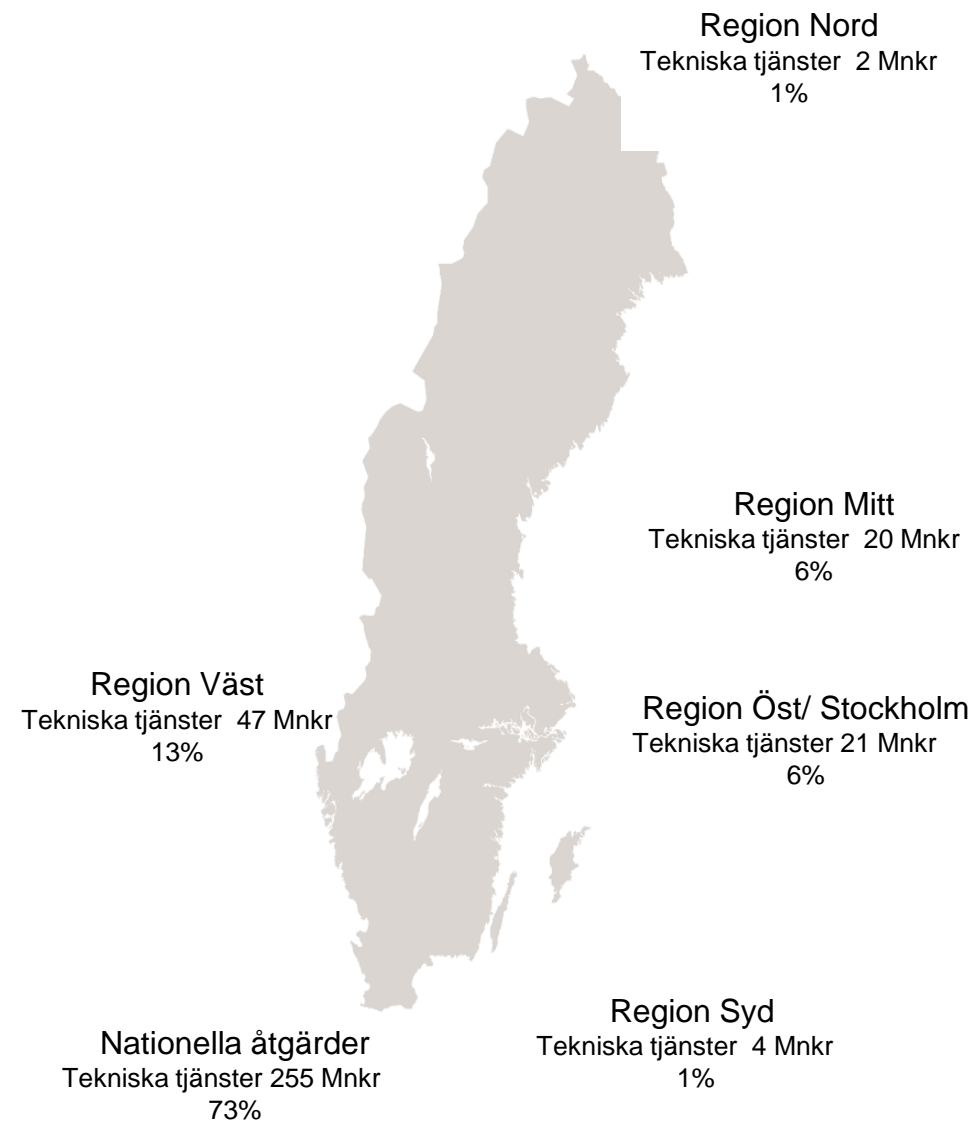 Region Nord
Tekniska tjänster 2 Mnkr
1%
Region Mitt
Tekniska tjänster 20 Mnkr
6%
Region Väst
Tekniska tjänster 47 Mnkr
13%
Region Öst/ Stockholm
Tekniska tjänster 21 Mnkr
6%
Region Syd
Tekniska tjänster 4 Mnkr
1%
Nationella åtgärder
Tekniska tjänster 255 Mnkr
73%